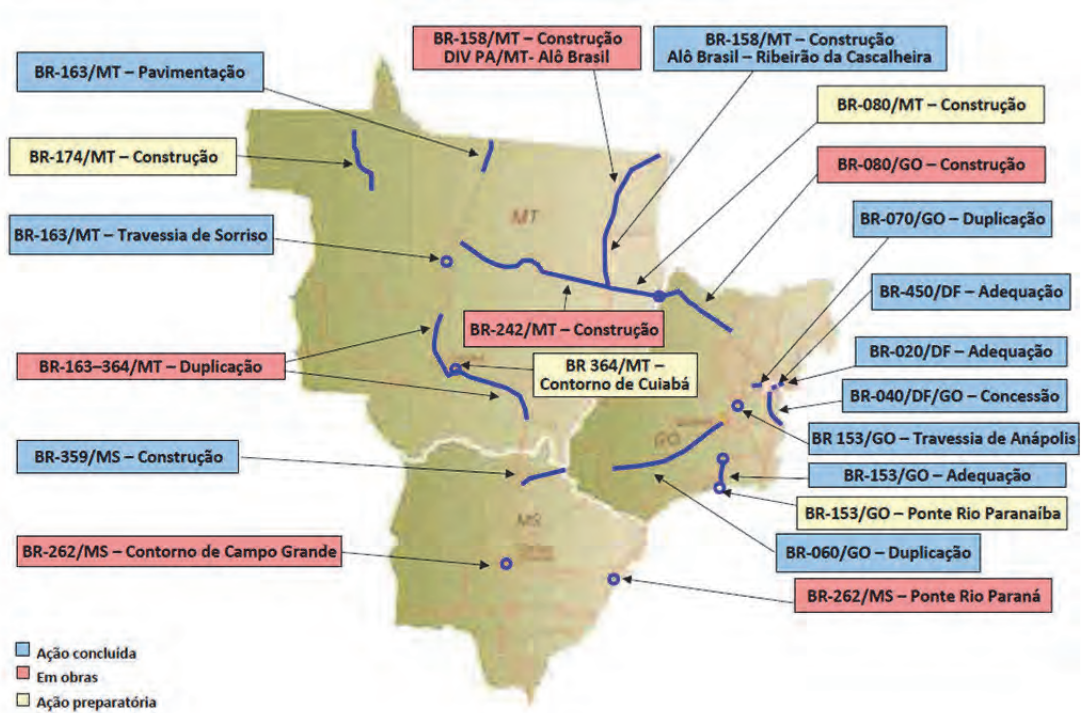 BR-158/MT – Construção
DIV PA/MT- Alô Brasil
BR-158/MT – Construção
Alô Brasil – Ribeirão da Cascalheira
BR-163/MT – Pavimentação
BR-080/MT – Construção
BR-174/MT – Construção
BR-080/GO – Construção
MT
BR-070/GO – Duplicação
BR-163/MT – Travessia de Sorriso
BR-450/DF – Adequação
BR-242/MT – Construção
BR-020/DF – Adequação
BR-163–364/MT – Duplicação
BR 364/MT –
Contorno de Cuiabá
BR-040/DF/GO – Concessão
GO
BR 153/GO – Travessia de Anápolis
BR-359/MS – Construção
BR-153/GO – Adequação
BR-153/GO – Ponte Rio Paranaíba
MS
BR-262/MS – Contorno de Campo Grande
BR-060/GO – Duplicação
BR-262/MS – Ponte Rio Paraná
Ação concluída
Em obras
Ação preparatória